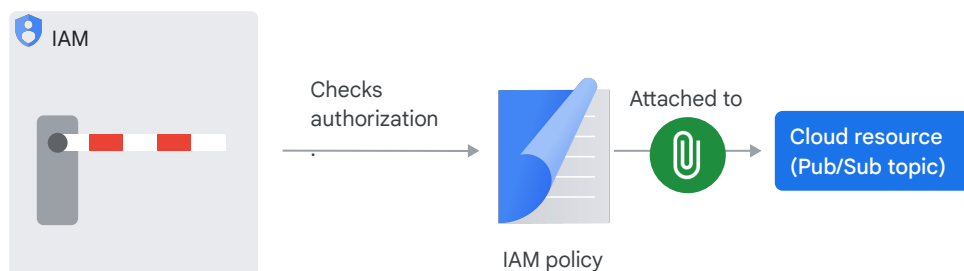 IAM
Checks
authorization
.
IAM policy
Attached to
Cloud resource
(Pub/Sub topic)